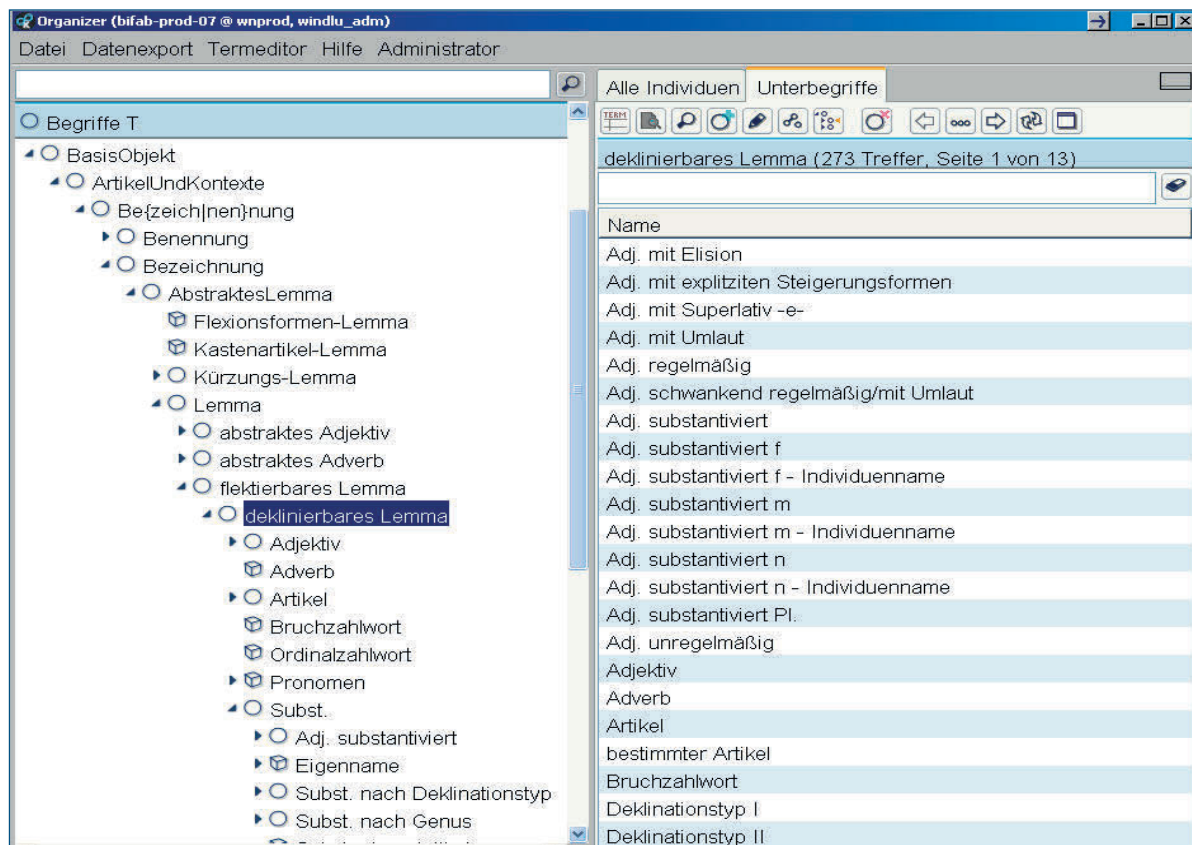 Organizer (bifab-prod-07 @ wnprod, windlu_adm)
Datei Datenexport Termeditor Hilfe Administrator
Begriffe T
BasisObjekt
ArtikelUndKontexte
Be{zeich|nen}nung
Benennung
Bezeichnung
AbstraktesLemma
Flexionsformen-Lemma
Kastenartikel-Lemma
Kürzungs-Lemma
Lemma
abstraktes Adjektiv
abstraktes Adverb
flektierbares Lemma
deklinierbares Lemma
Adjektiv
Adverb
Artikel
Bruchzahlwort
Ordinalzahlwort
Pronomen
Subst.
Adj. substantiviert
Eigenname
Subst. nach Deklinationstyp
Subst. nach Genus
Alle Individuen Unterbegriffe
TERM
deklinierbares Lemma (273 Treffer, Seite 1 von 13)
Name
Adj. mit Elision
Adj. mit explitziten Steigerungsformen
Adj. mit Superlativ -e-
Adj. mit Umlaut
Adj. regelmäßig
Adj. schwankend regelmäßig/mit Umlaut
Adj. substantiviert
Adj. substantiviert f
Adj. substantiviert f - Individuenname
Adj. substantiviert m
Adj. substantiviert m - Individuenname
Adj. substantiviert n
Adj. substantiviert n - Individuenname
Adj. substantiviert Pl.
Adj. unregelmäßig
Adjektiv
Adverb
Artikel
bestimmter Artikel
Bruchzahlwort
Deklinationstyp I
Deklinationstyp II